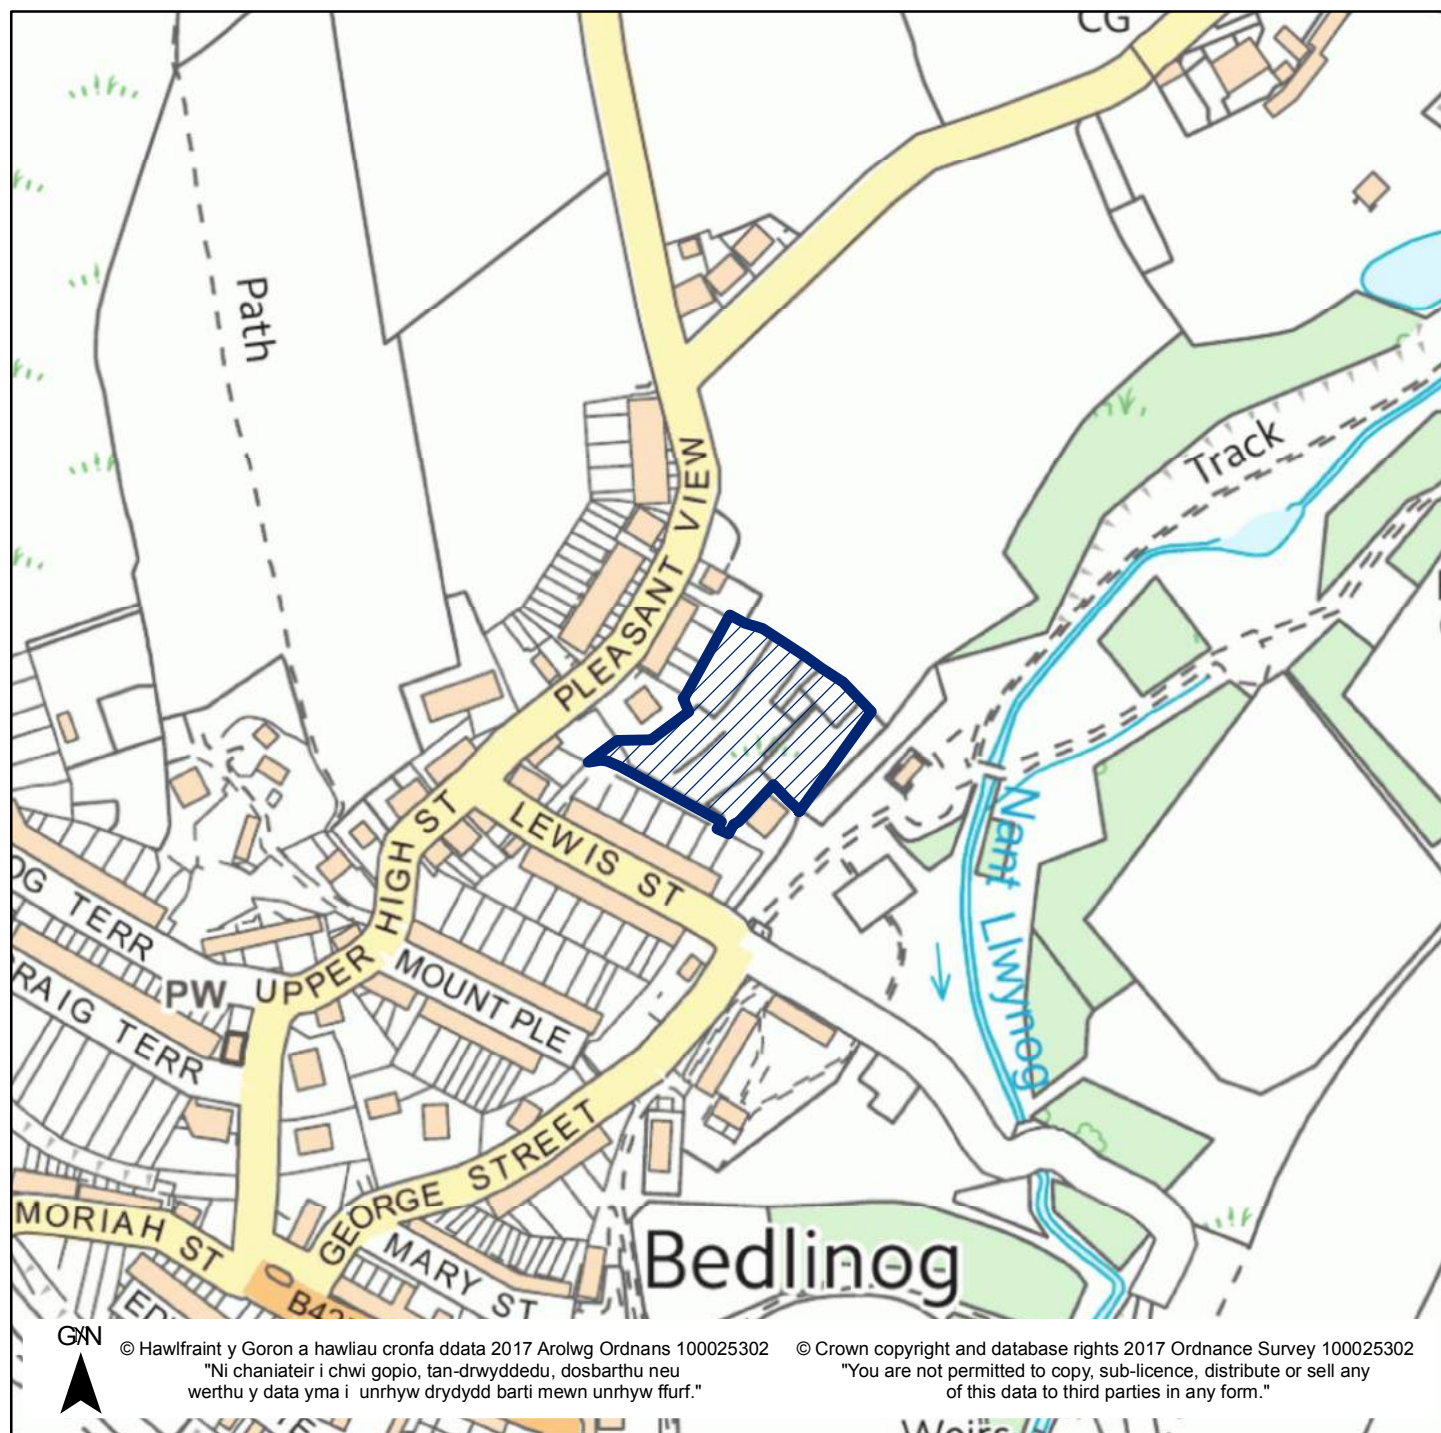 CG
Path
Track
PLEASANT VIEW
LEWIS ST
UPPER HIGH ST
OG TERR
PW
RAIG TERR
MOUNT PLE
Nant Llwynog
GEORGE STREET
MORIAH ST
MARY ST
Bedlinog
G/N
© Hawlfraint y Goron a hawliau cronfa ddata 2017 Arolwg Ordnans 100025302
"Ni chaniateir i chwi gopio, tan-drwyddedu, dosbarthu neu
werthu y data yma i unrhyw drydydd barti mewn unrhyw ffurf."
© Crown copyright and database rights 2017 Ordnance Survey 100025302
"You are not permitted to copy, sub-licence, distribute or sell any
of this data to third parties in any form."
Weirs